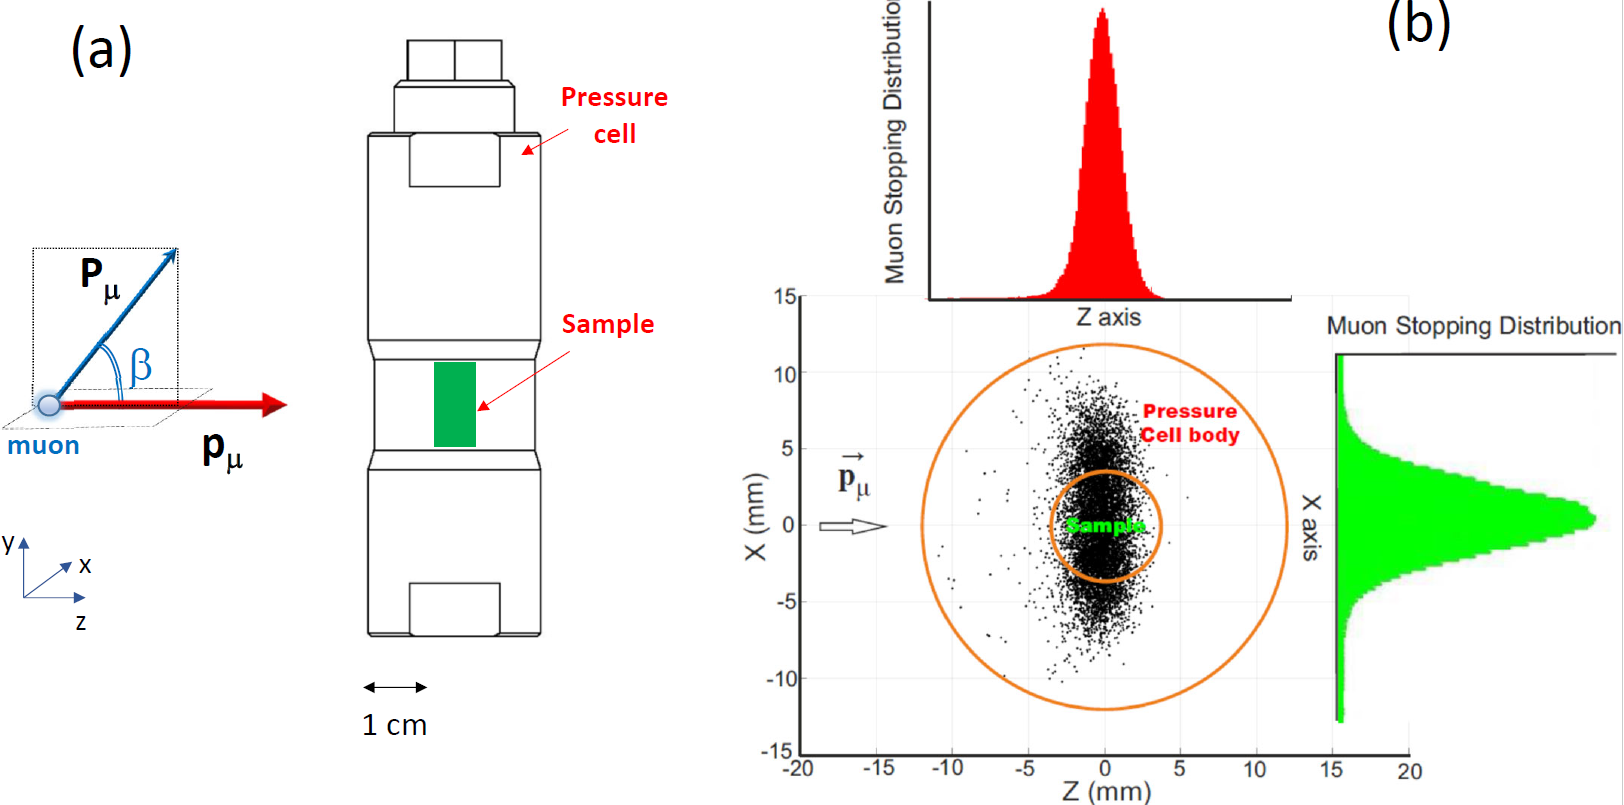 (a)
Pressure
cell
Sample
Pμ
β
muon
pμ
y
x
z
1 cm
(b)
Muon Stopping Distribution
Z axis
Muon Stopping Distribution
X axis
Pressure
Cell body
Sample
pμ
X (mm)
15
10
5
0
-5
-10
-15
-20
-15
-10
-5
0
5
10
15
20
Z (mm)